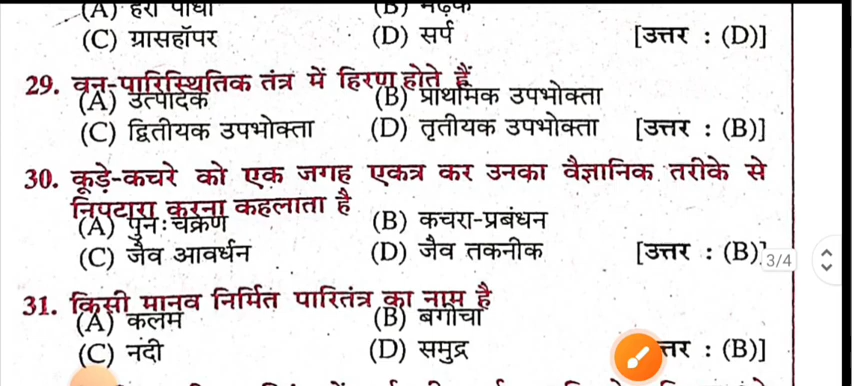 (A) हरा पौधा (B) मेढ़क
(C) ग्रासहॉपर (D) सर्प [उत्तर : (D)]
29. वन-पारिस्थितिक तंत्र में हिरण होते हैं
(A) उत्पादक (B) प्राथमिक उपभोक्ता
(C) द्वितीयक उपभोक्ता (D) तृतीयक उपभोक्ता [उत्तर : (B)]
30. कूड़े-कचरे को एक जगह एकत्र कर उनका वैज्ञानिक तरीके से
निपटारा करना कहलाता है
(A) पुनःचक्रण (B) कचरा-प्रबंधन
(C) जैव आवर्धन (D) जैव तकनीक [उत्तर : (B)]
3/4
31. किसी मानव निर्मित पारितंत्र का नाम है
(A) कलम (B) बगीचा
(C) नंदी (D) समुद्र त्तर : (B)]